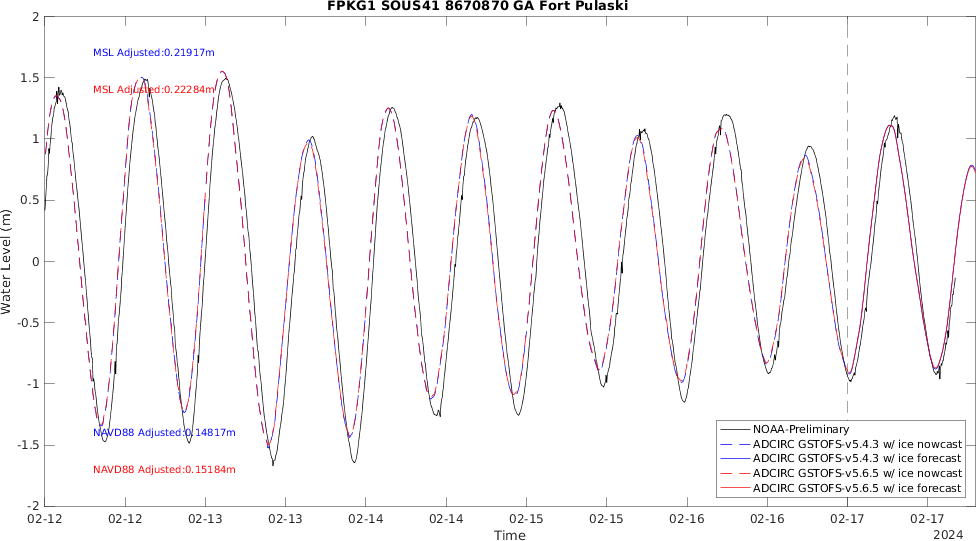 FPKG1 SOUS41 8670870 GA Fort Pulaski
2
1.5
1
0.5
0
-0.5
-1
-1.5
-2
Water Level (m)
MSL Adjusted:0.21917m
MSL Adjusted:0.22284m
NAVD88 Adjusted:0.14817m
NAVD88 Adjusted:0.15184m
NOAA-Preliminary
ADCIRC GSTOFS-v5.4.3 w/ ice nowcast
ADCIRC GSTOFS-v5.4.3 w/ ice forecast
ADCIRC GSTOFS-v5.6.5 w/ ice nowcast
ADCIRC GSTOFS-v5.6.5 w/ ice forecast
02-12 02-12 02-13 02-13 02-14 02-14 02-15 02-15 02-16 02-16 02-17 02-17
Time
2024